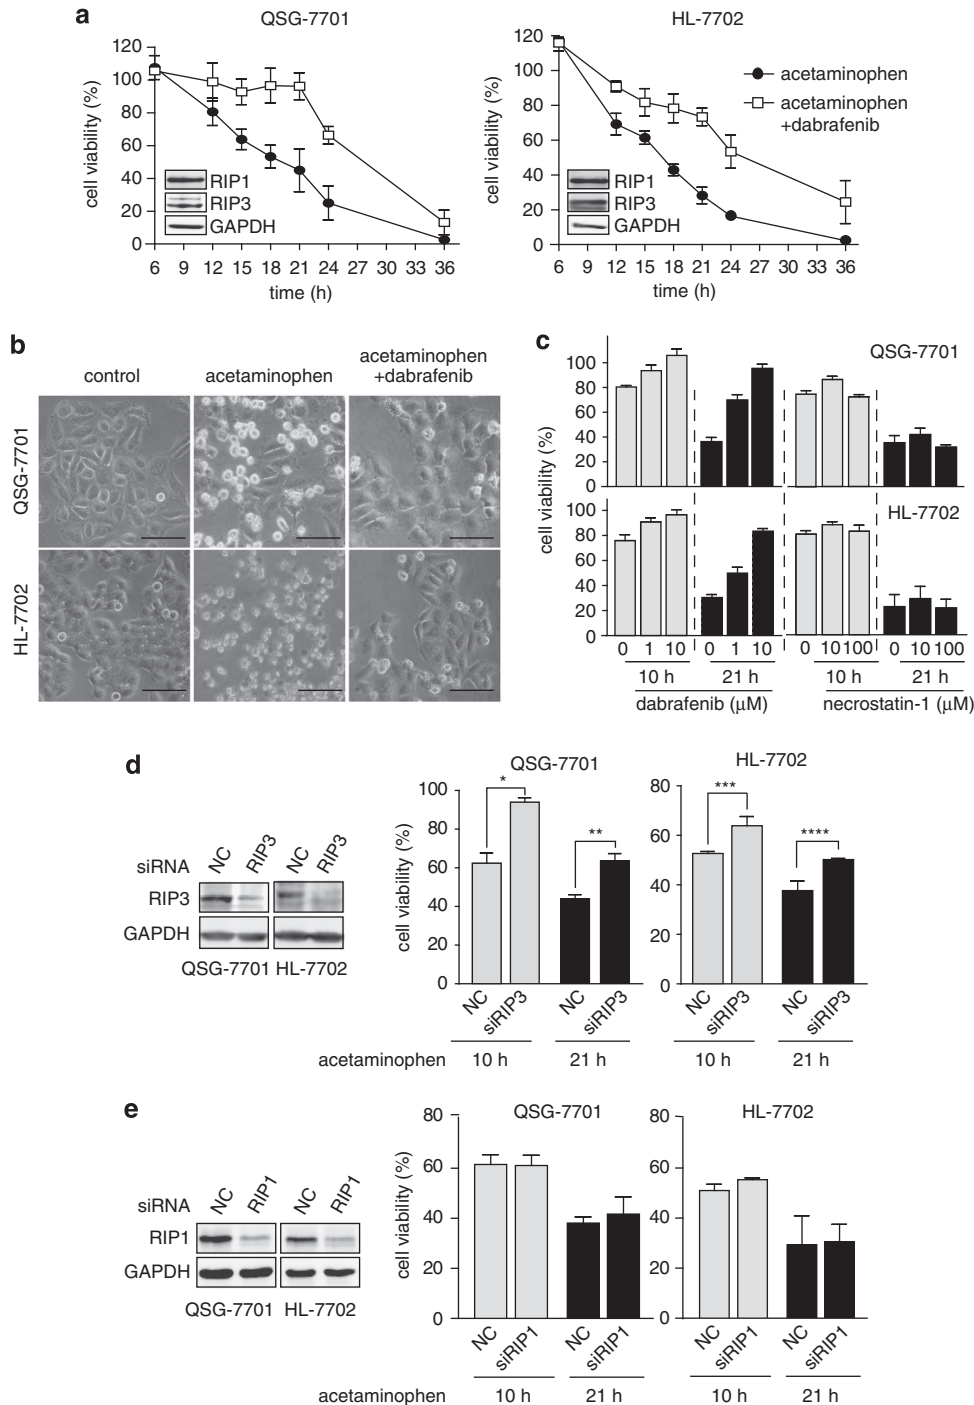 a
QSG-7701
HL-7702
cell viability (%)
120
100
80
60
40
20
0
RIP1
RIP3
GAPDH
6 9 12 15 18 21 24 27 30 33 36
time (h)
cell viability (%)
120
100
80
60
40
20
0
RIP1
RIP3
GAPDH
6 9 12 15 18 21 24 27 30 33 36
time (h)
acetaminophen
acetaminophen
+dabrafenib
b
control
acetaminophen
acetaminophen
+dabrafenib
QSG-7701
HL-7702
c
QSG-7701
HL-7702
cell viability (%)
100
80
60
40
20
0
100
80
60
40
20
0
0 1 10 0 1 10 0 10 100 0 10 100
10 h 21 h 10 h 21 h
dabrafenib (μM) necrostatin-1 (μM)
d
siRNA NC RIP3 NC RIP3
RIP3
GAPDH
QSG-7701 HL-7702
QSG-7701
cell viability (%)
100
80
60
40
20
0
*
**
NC siRIP3 NC siRIP3
HL-7702
80
60
40
20
0
***
****
NC siRIP3 NC siRIP3
acetaminophen 10 h 21 h 10 h 21 h
e
siRNA NC RIP1 NC RIP1
RIP1
GAPDH
QSG-7701 HL-7702
QSG-7701
cell viability (%)
80
60
40
20
0
NC siRIP1 NC siRIP1
HL-7702
80
60
40
20
0
NC siRIP1 NC siRIP1
acetaminophen 10 h 21 h 10 h 21 h